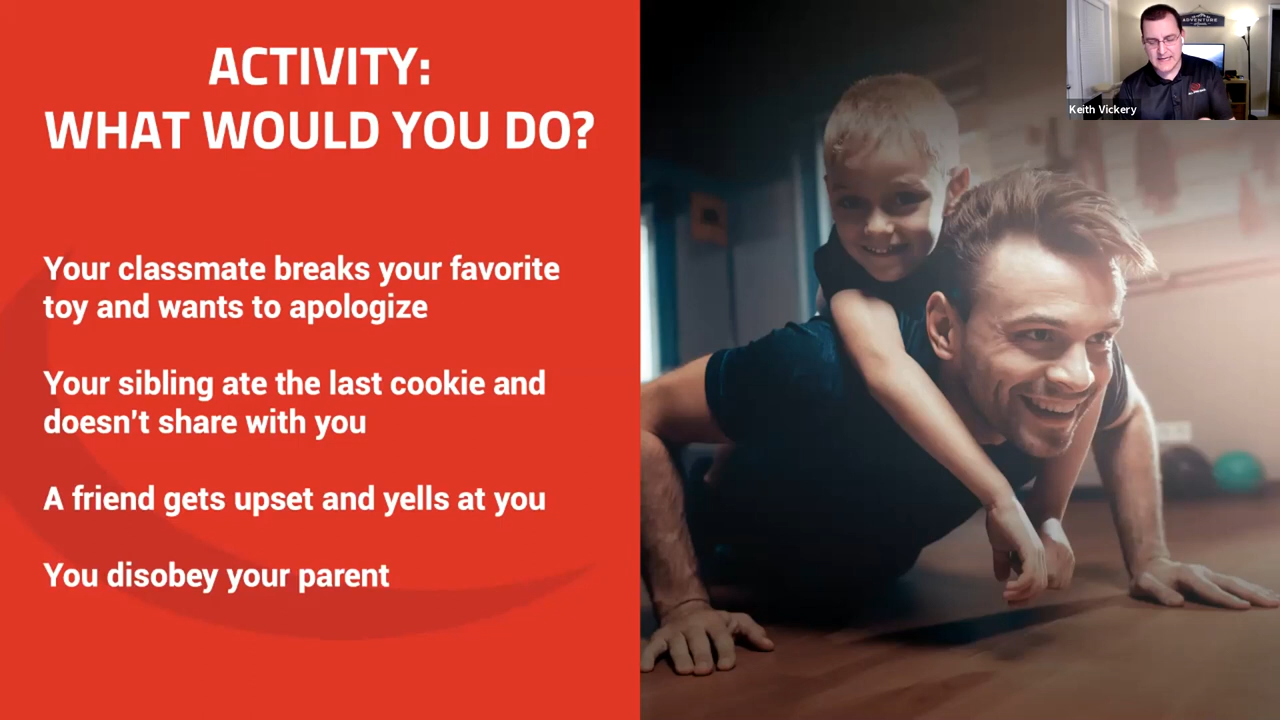 ACTIVITY:
WHAT WOULD YOU DO?
Your classmate breaks your favorite
toy and wants to apologize
Your sibling ate the last cookie and
doesn't share with you
A friend gets upset and yells at you
You disobey your parent
ADVENTURE
Keith Vickery